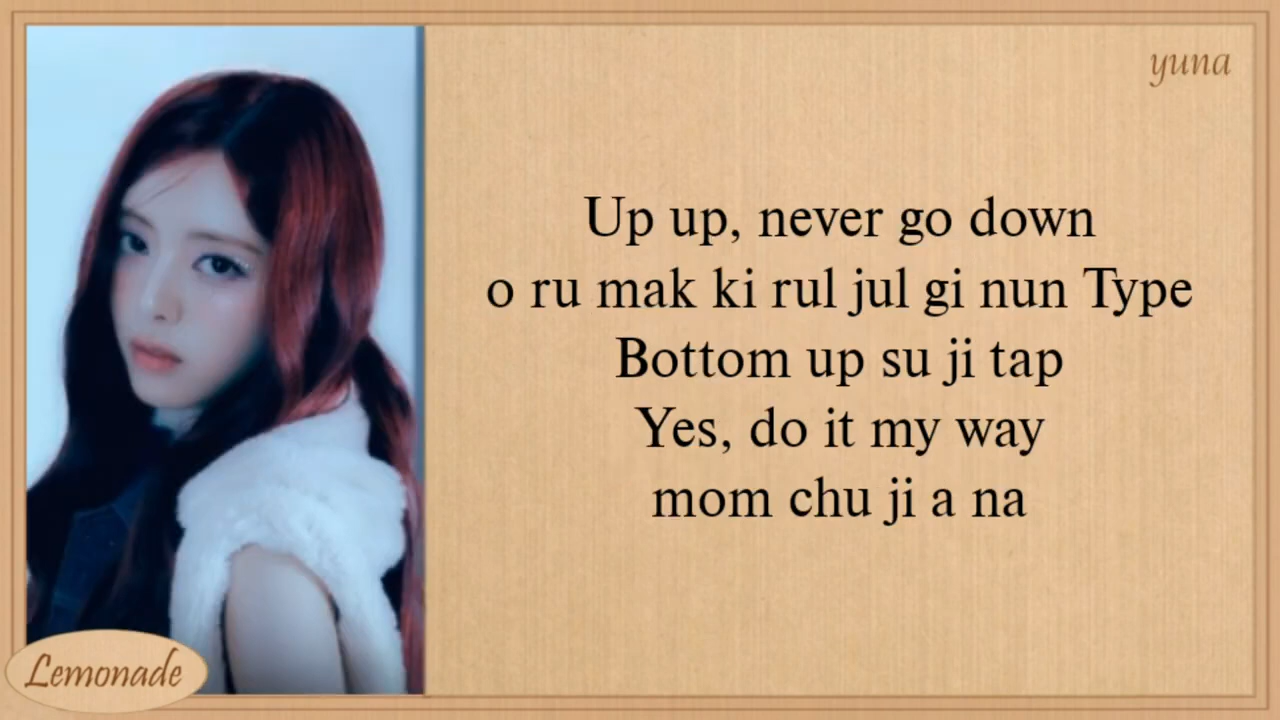 yuna
Up up, never go down
o ru mak ki rul jul gi nun Type
Bottom up su ji tap
Yes, do it my way
mom chu ji a na
Lemonade